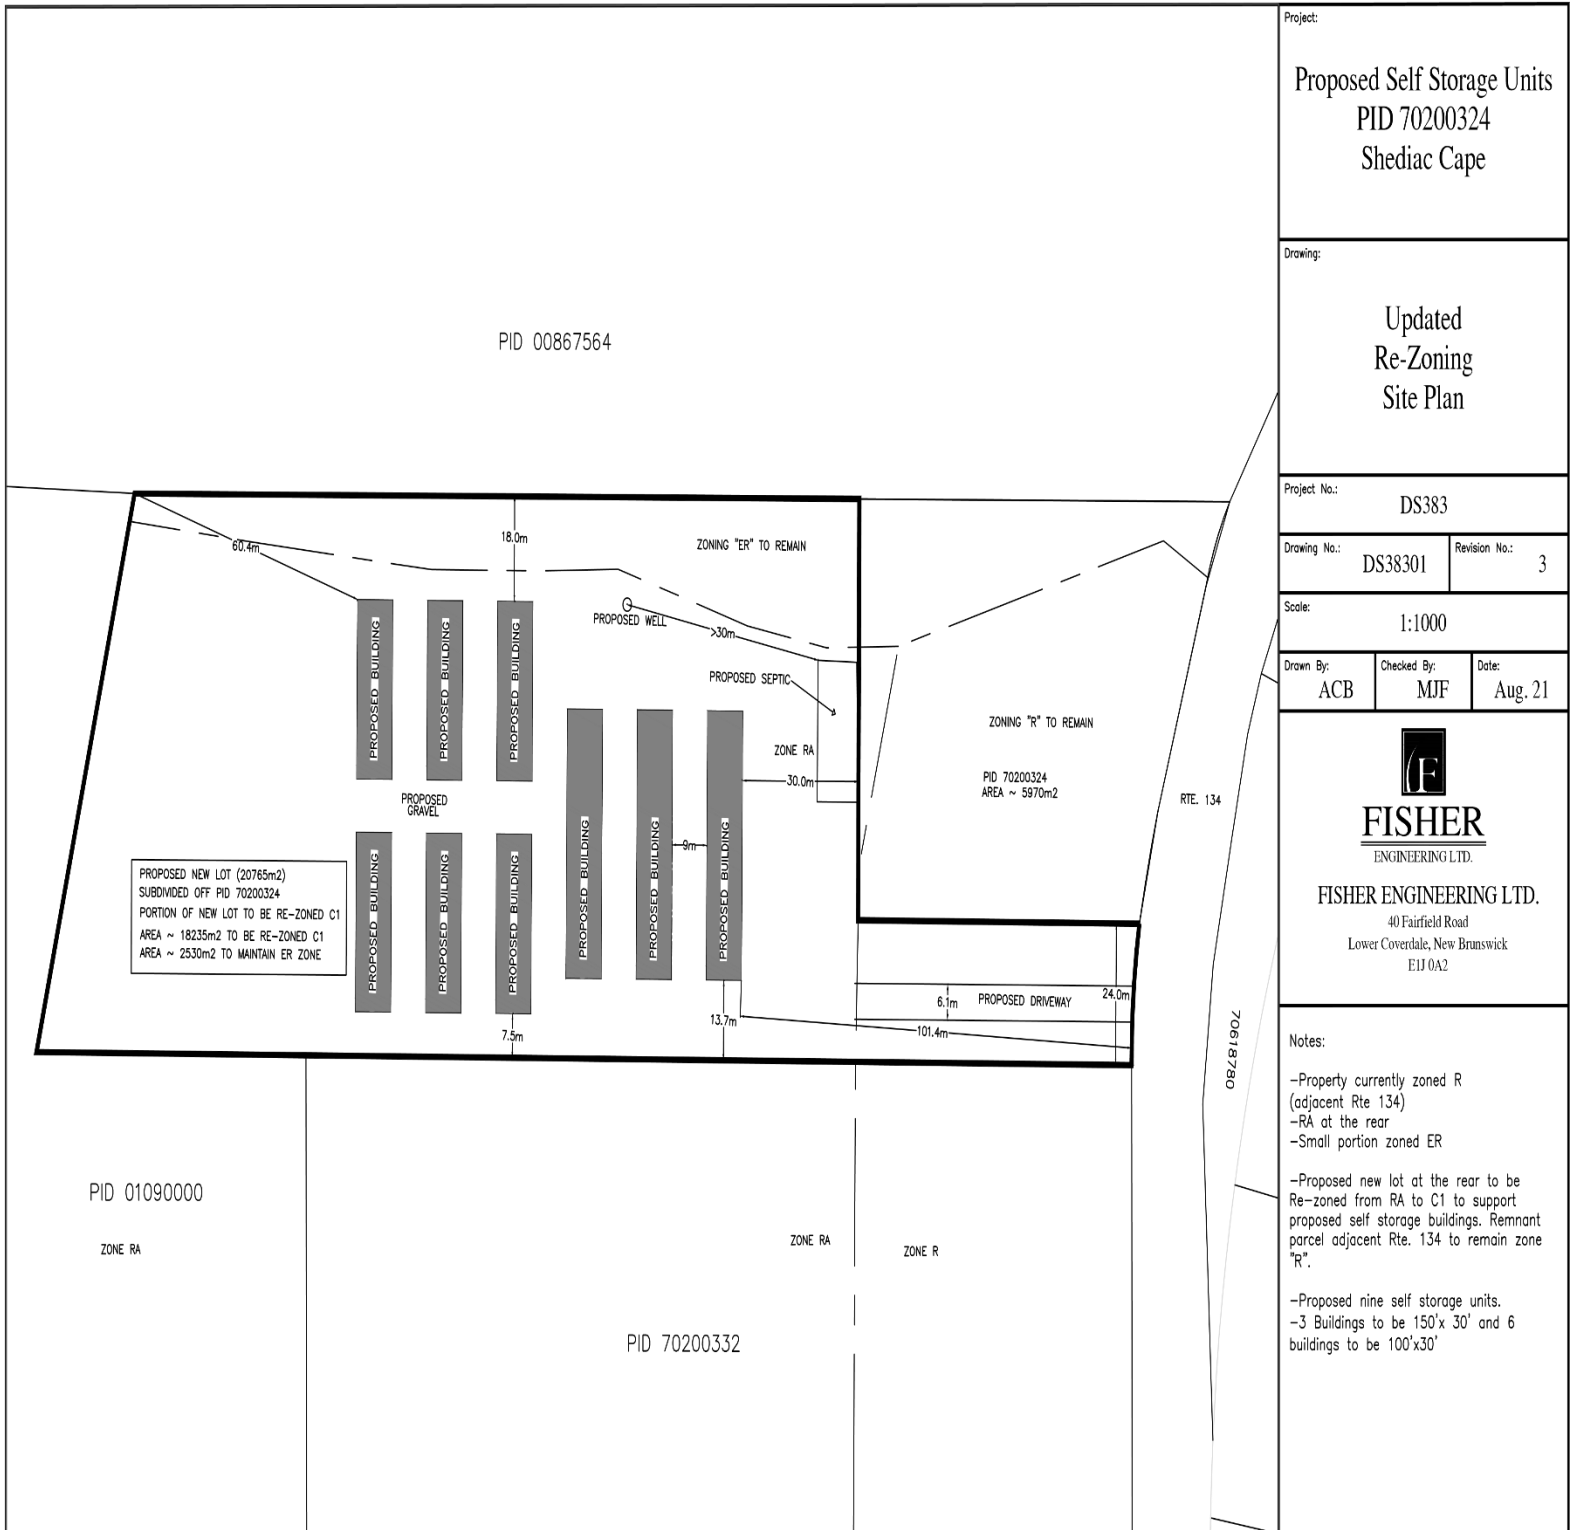 PID 00867564
60.4m
18.0m
ZONING "ER" TO REMAIN
PROPOSED WELL
>30m
PROPOSED SEPTIC
ZONE RA
30.0m
ZONING "R" TO REMAIN
PID 70200324
AREA ~ 5970m2
RTE. 134
PROPOSED BUILDING
PROPOSED BUILDING
PROPOSED BUILDING
PROPOSED
GRAVEL
PROPOSED BUILDING
PROPOSED BUILDING
PROPOSED BUILDING
9m
PROPOSED BUILDING
PROPOSED BUILDING
PROPOSED BUILDING
PROPOSED NEW LOT (20765m2)
SUBDIVIDED OFF PID 70200324
PORTION OF NEW LOT TO BE RE-ZONED C1
AREA ~ 18235m2 TO BE RE-ZONED C1
AREA ~ 2530m2 TO MAINTAIN ER ZONE
7.5m
13.7m
6.1m
PROPOSED DRIVEWAY
24.0m
101.4m
70618780
PID 01090000
ZONE RA
ZONE RA
ZONE R
PID 70200332
Project:
Proposed Self Storage Units
PID 70200324
Shediac Cape
Drawing:
Updated
Re-Zoning
Site Plan
Project No.:
DS383
Drawing No.:
DS38301
Revision No.:
3
Scale:
1:1000
Drawn By:
ACB
Checked By:
MJF
Date:
Aug. 21
F
FISHER
ENGINEERING LTD.
FISHER ENGINEERING LTD.
40 Fairfield Road
Lower Coverdale, New Brunswick
E1J 0A2
Notes:
-Property currently zoned R
(adjacent Rte 134)
-RA at the rear
-Small portion zoned ER
-Proposed new lot at the rear to be
Re-zoned from RA to C1 to support
proposed self storage buildings. Remnant
parcel adjacent Rte. 134 to remain zone
"R".
-Proposed nine self storage units.
-3 Buildings to be 150'x 30' and 6
buildings to be 100'x30'